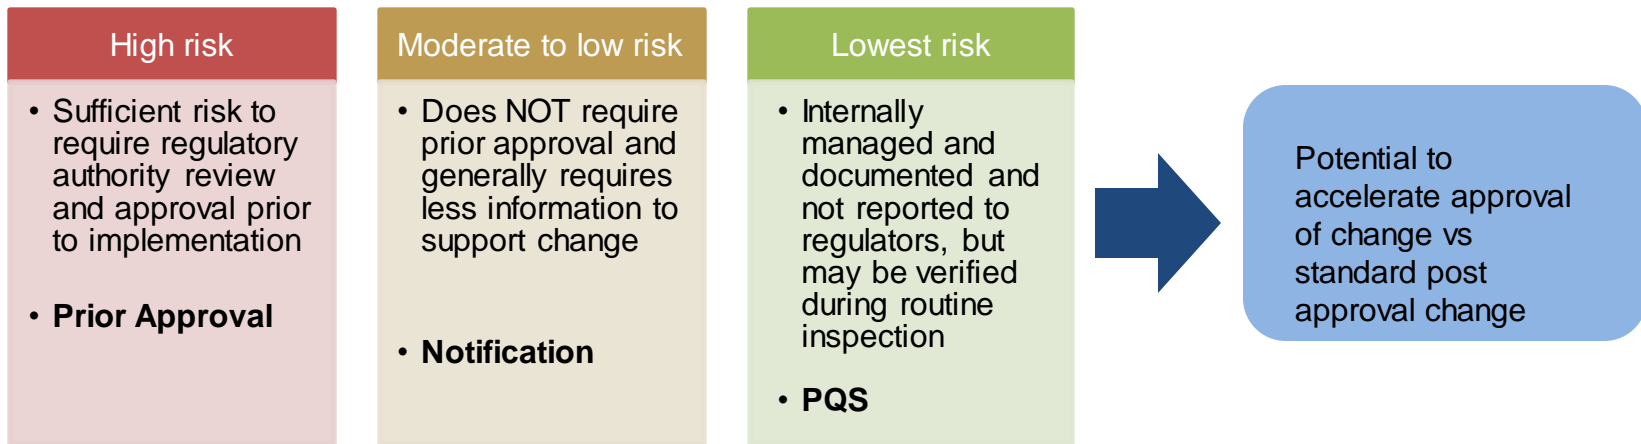 High risk
• Sufficient risk to
require regulatory
authority review
and approval prior
to implementation
• Prior Approval
Moderate to low risk
• Does NOT require
prior approval and
generally requires
less information to
support change
• Notification
Lowest risk
• Internally
managed and
documented and
not reported to
regulators, but
may be verified
during routine
inspection
• PQS
Potential to
accelerate approval
of change vs
standard post
approval change